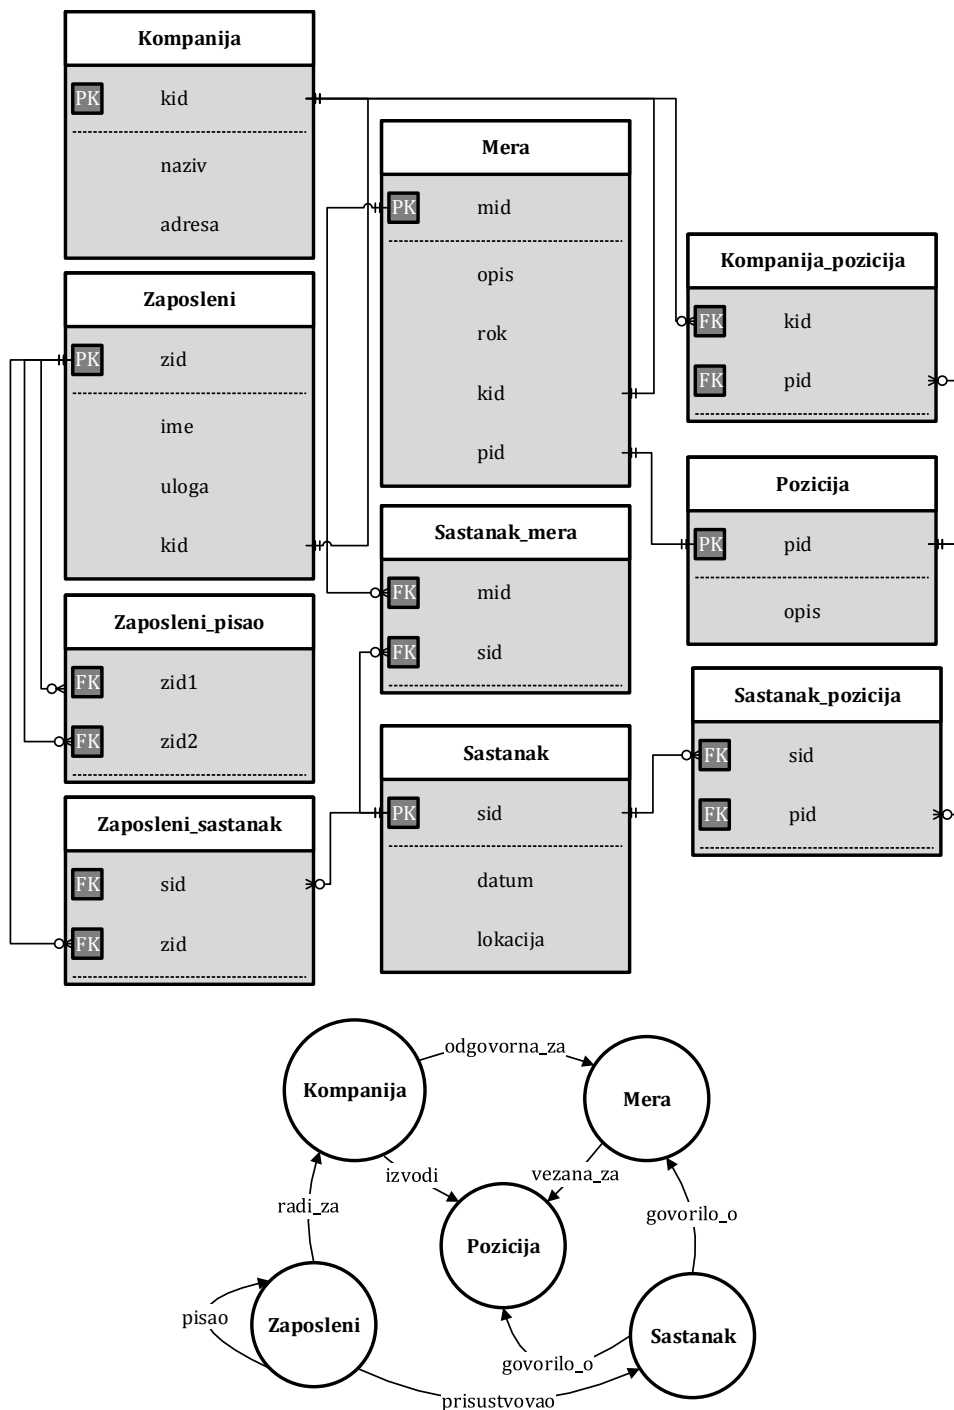 Kompanija
PK kid
naziv
adresa
Zaposleni
PK zid
ime
uloga
kid
Zaposleni_pisao
FK zid1
FK zid2
Zaposleni_sastanak
FK sid
FK zid
Mera
PK mid
opis
rok
kid
pid
Sastanak_mera
FK mid
FK sid
Sastanak
PK sid
datum
lokacija
Kompanija_pozicija
FK kid
FK pid
Pozicija
PK pid
opis
Sastanak_pozicija
FK sid
FK pid
odgovorna_za
Kompanija
Mera
izvodi
vezana_za
radi_za
govorilo_o
Pozicija
pisao
Zaposleni
Sastanak
govorilo_o
prisustvovao